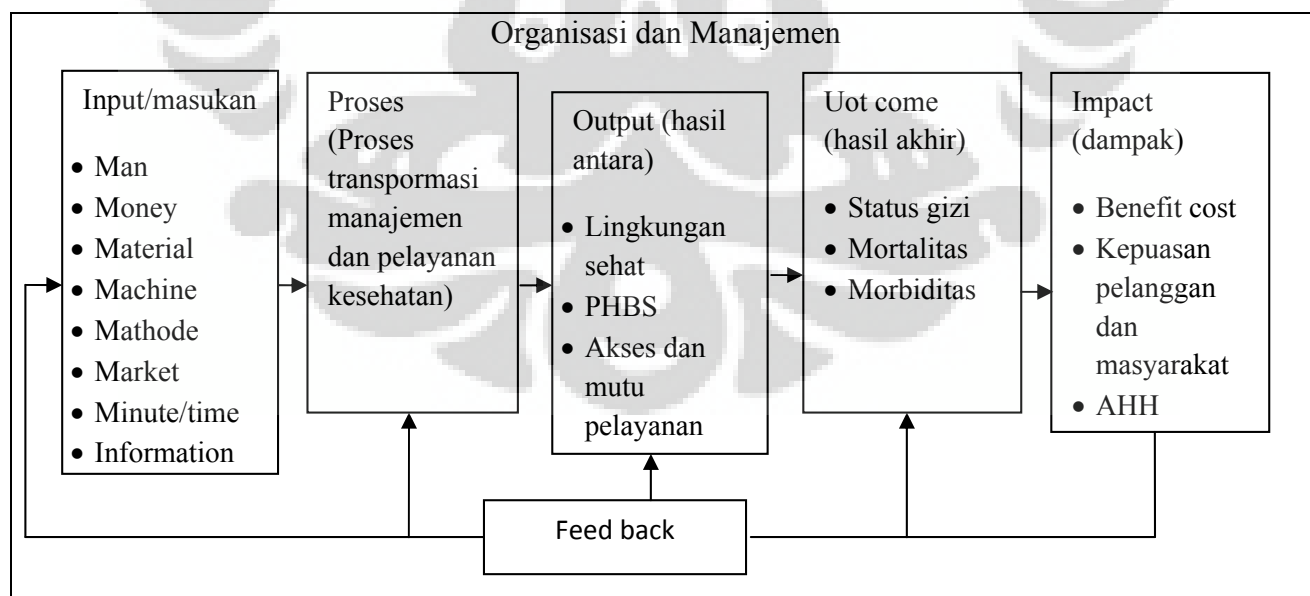 Organisasi dan Manajemen
Input/masukan
• Man
• Money
• Material
• Machine
• Mathode
• Market
• Minute/time
• Information
Proses
(Proses
transpormasi
manajemen
dan pelayanan
kesehatan)
Output (hasil
antara)
• Lingkungan
sehat
• PHBS
• Akses dan
mutu
pelayanan
Uot come
(hasil akhir)
• Status gizi
• Mortalitas
• Morbiditas
Impact
(dampak)
• Benefit cost
• Kepuasan
pelanggan
dan
masyarakat
• AHH
Feed back